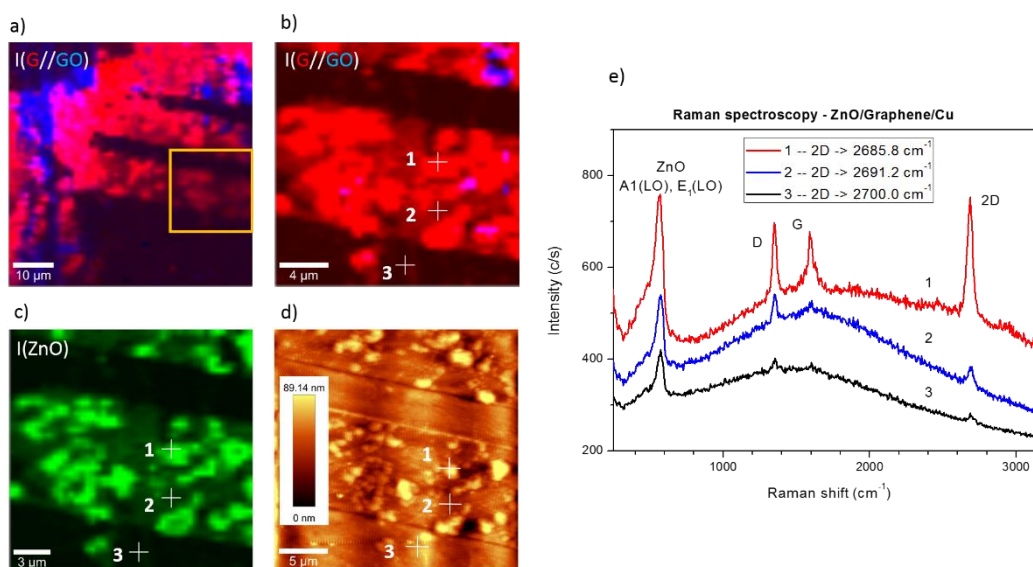 a)
I(G//GO)
10 µm
b)
I(G//GO)
1
2
3
4 µm
c)
I(ZnO)
1
2
3
3 µm
d)
89.14 nm
0 nm
1
2
3
5 µm
e)
Raman spectroscopy - ZnO/Graphene/Cu
1 -- 2D -> 2685.8 cm⁻¹
2 -- 2D -> 2691.2 cm⁻¹
3 -- 2D -> 2700.0 cm⁻¹
ZnO
A1(LO), E₁(LO)
D
G
2D
1
2
3
Intensity (c/s)
800
600
400
200
1000
2000
3000
Raman shift (cm⁻¹)